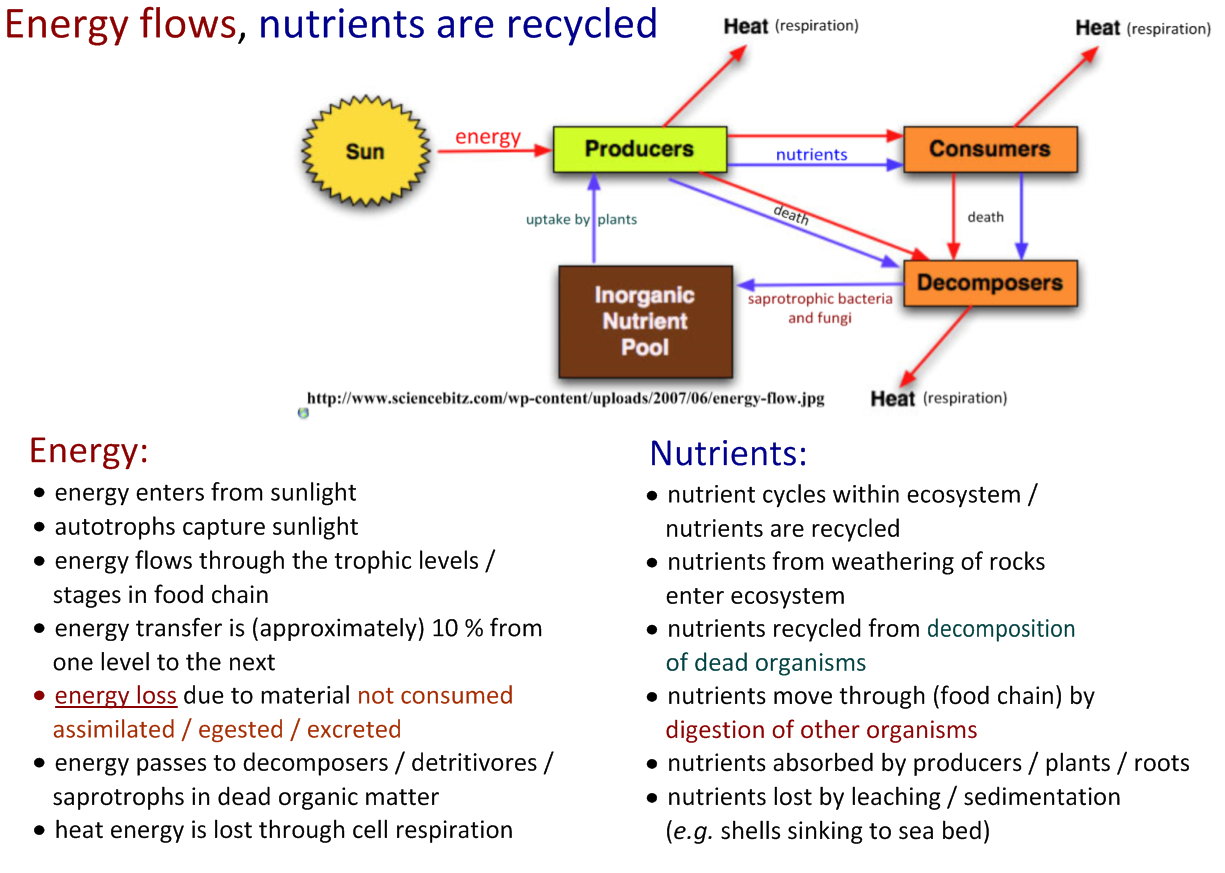 Energy flows, nutrients are recycled
Heat (respiration)
Heat (respiration)
Sun
energy
Producers
nutrients
Consumers
uptake by plants
death
death
Inorganic
Nutrient
Pool
saprotrophic bacteria
and fungi
Decomposers
http://www.sciencebitz.com/wp-content/uploads/2007/06/energy-flow.jpg
Heat (respiration)
Energy:
• energy enters from sunlight
• autotrophs capture sunlight
• energy flows through the trophic levels /
stages in food chain
• energy transfer is (approximately) 10 % from
one level to the next
• energy loss due to material not consumed
assimilated / egested / excreted
• energy passes to decomposers / detritivores /
saprotrophs in dead organic matter
• heat energy is lost through cell respiration
Nutrients:
• nutrient cycles within ecosystem /
nutrients are recycled
• nutrients from weathering of rocks
enter ecosystem
• nutrients recycled from decomposition
of dead organisms
• nutrients move through (food chain) by
digestion of other organisms
• nutrients absorbed by producers / plants / roots
• nutrients lost by leaching / sedimentation
(e.g. shells sinking to sea bed)